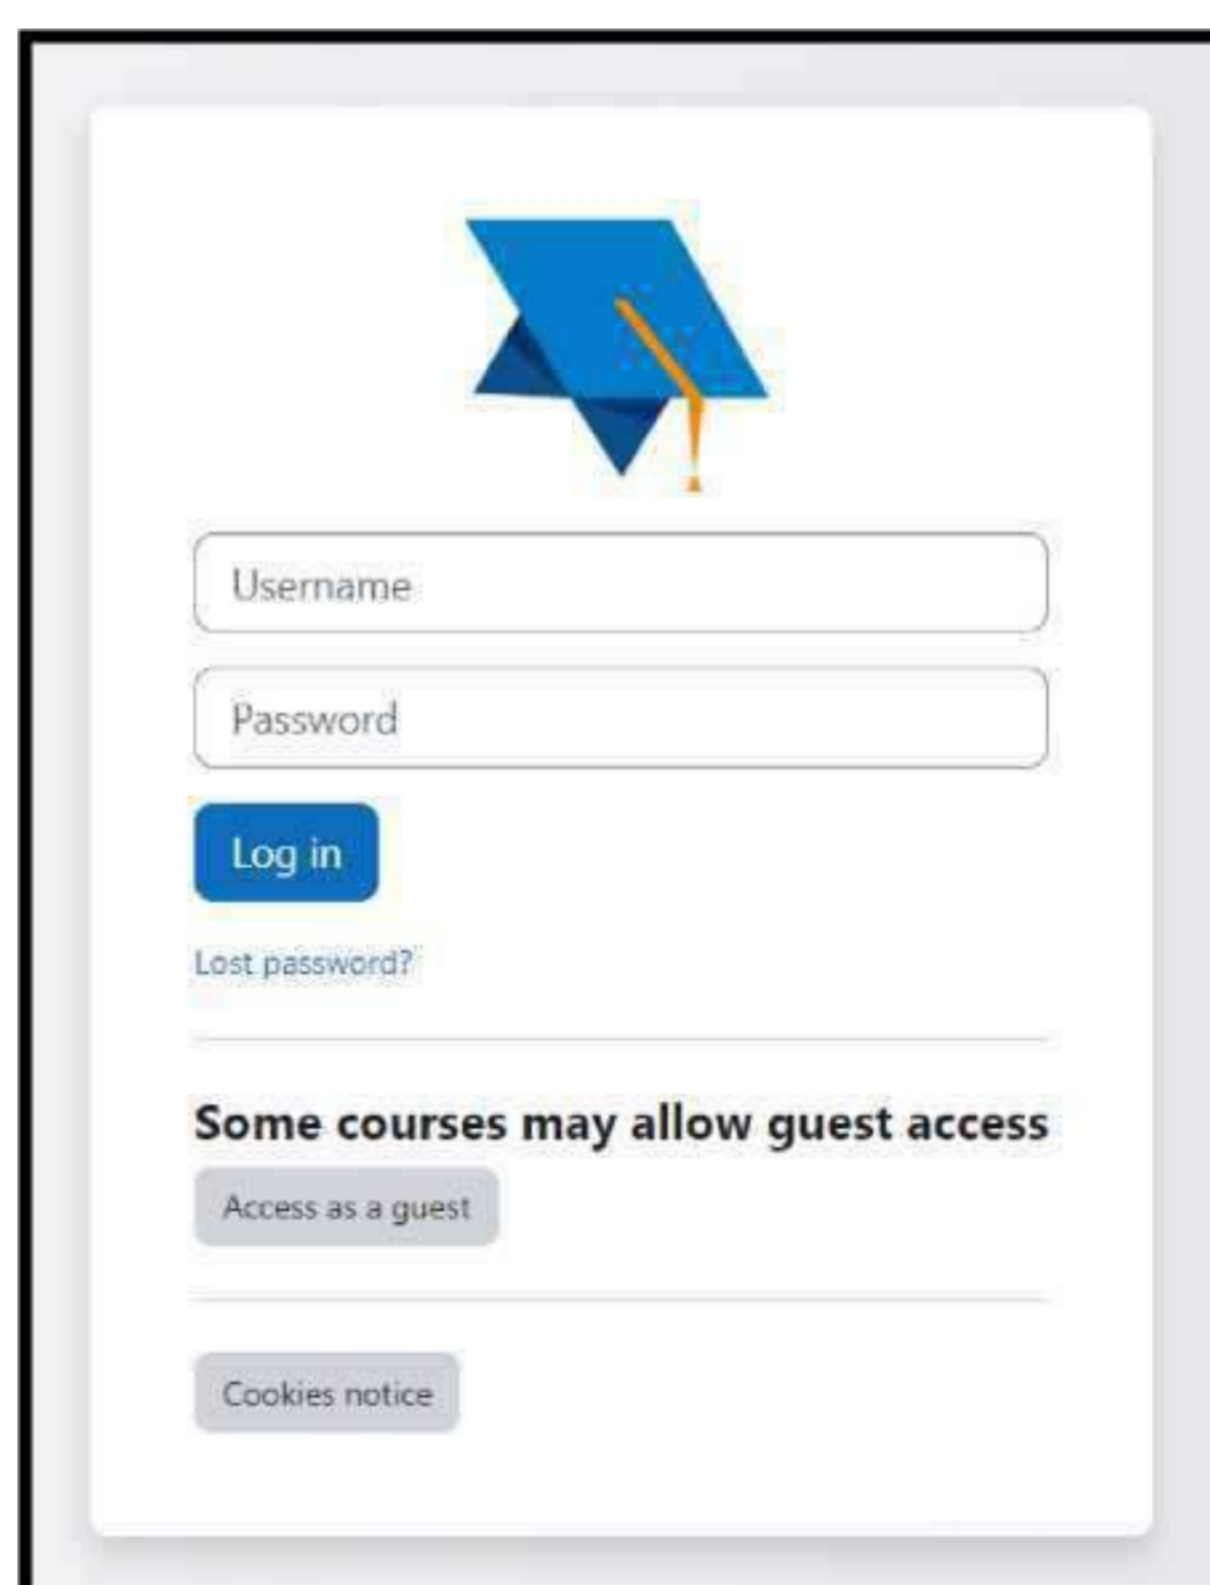 Username
Password
Log in
Lost password?
Some courses may allow guest access
Access as a guest
Cookies notice